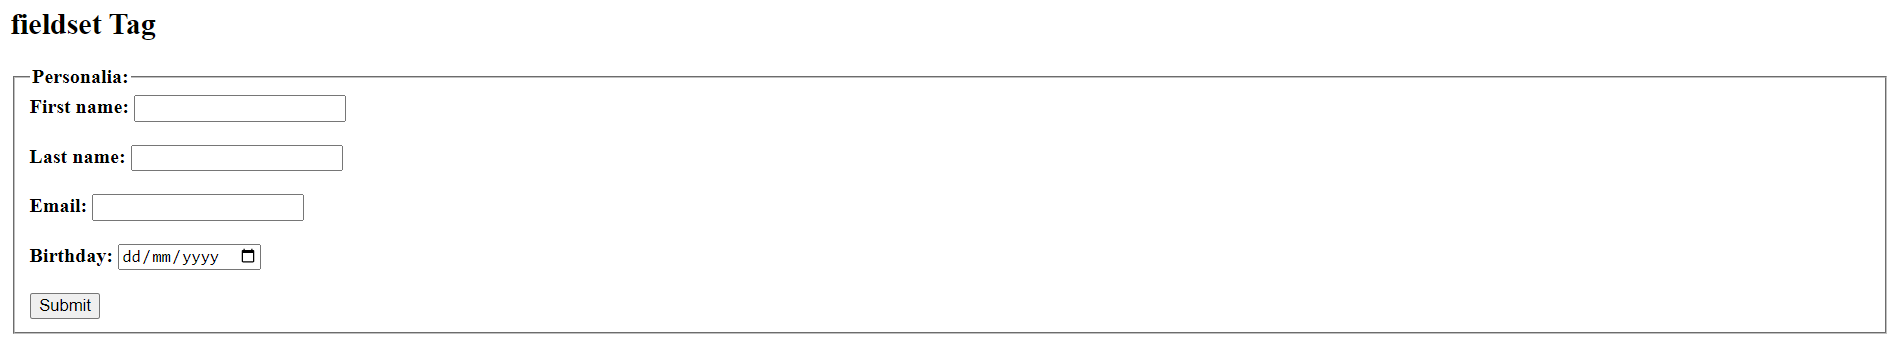 fieldset Tag
Personalia:
First name:
Last name:
Email:
Birthday: dd/mm/yyyy
Submit